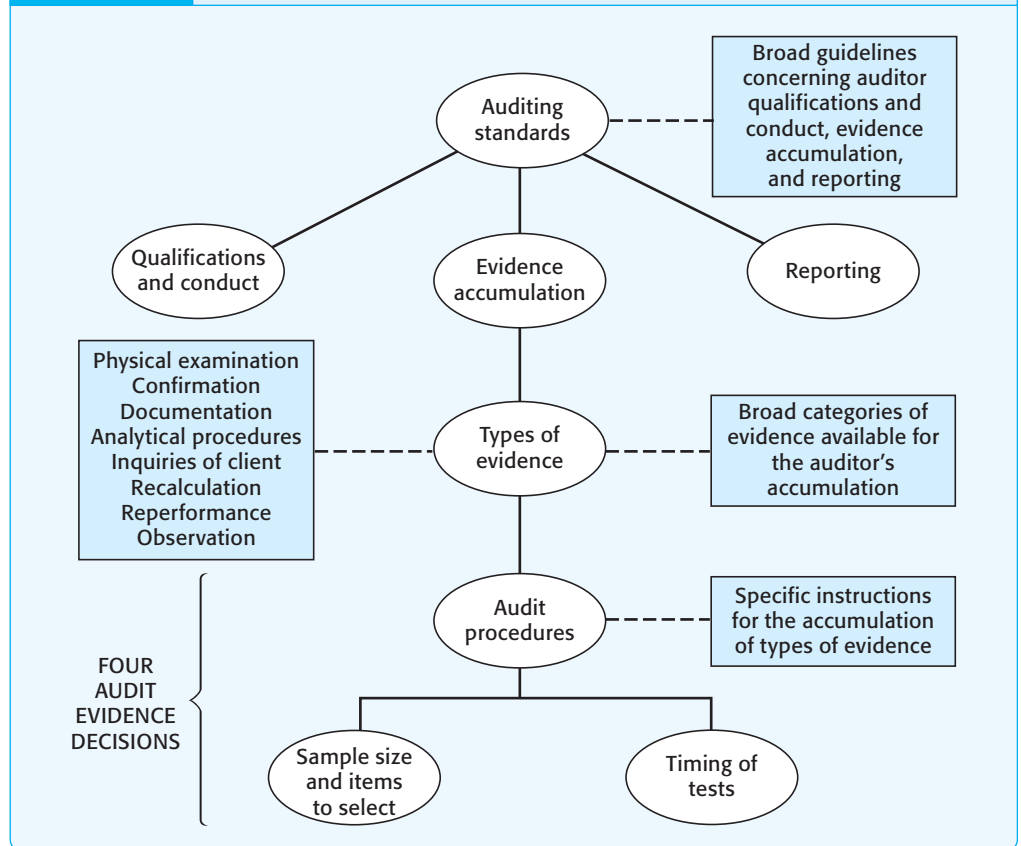 Broad guidelines
concerning auditor
qualifications and
conduct, evidence
accumulation,
and reporting
Auditing
standards
Qualifications
and conduct
Evidence
accumulation
Reporting
Physical examination
Confirmation
Documentation
Analytical procedures
Inquiries of client
Recalculation
Reperformance
Observation
Types of
evidence
Broad categories of
evidence available for
the auditor's
accumulation
Audit
procedures
Specific instructions
for the accumulation
of types of evidence
FOUR
AUDIT
EVIDENCE
DECISIONS
Sample size
and items
to select
Timing of
tests